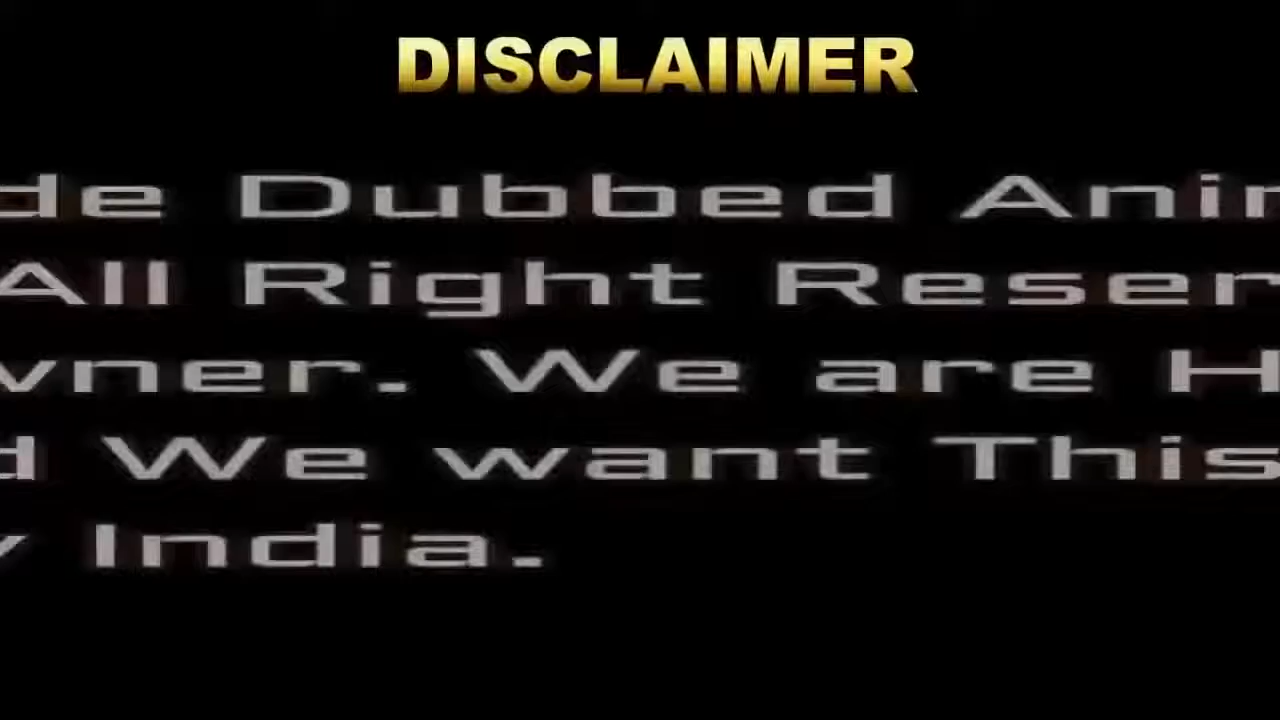 DISCLAIMER
de Dubbed Anim
All Right Reser
wner. We are H
d We want This
y India.